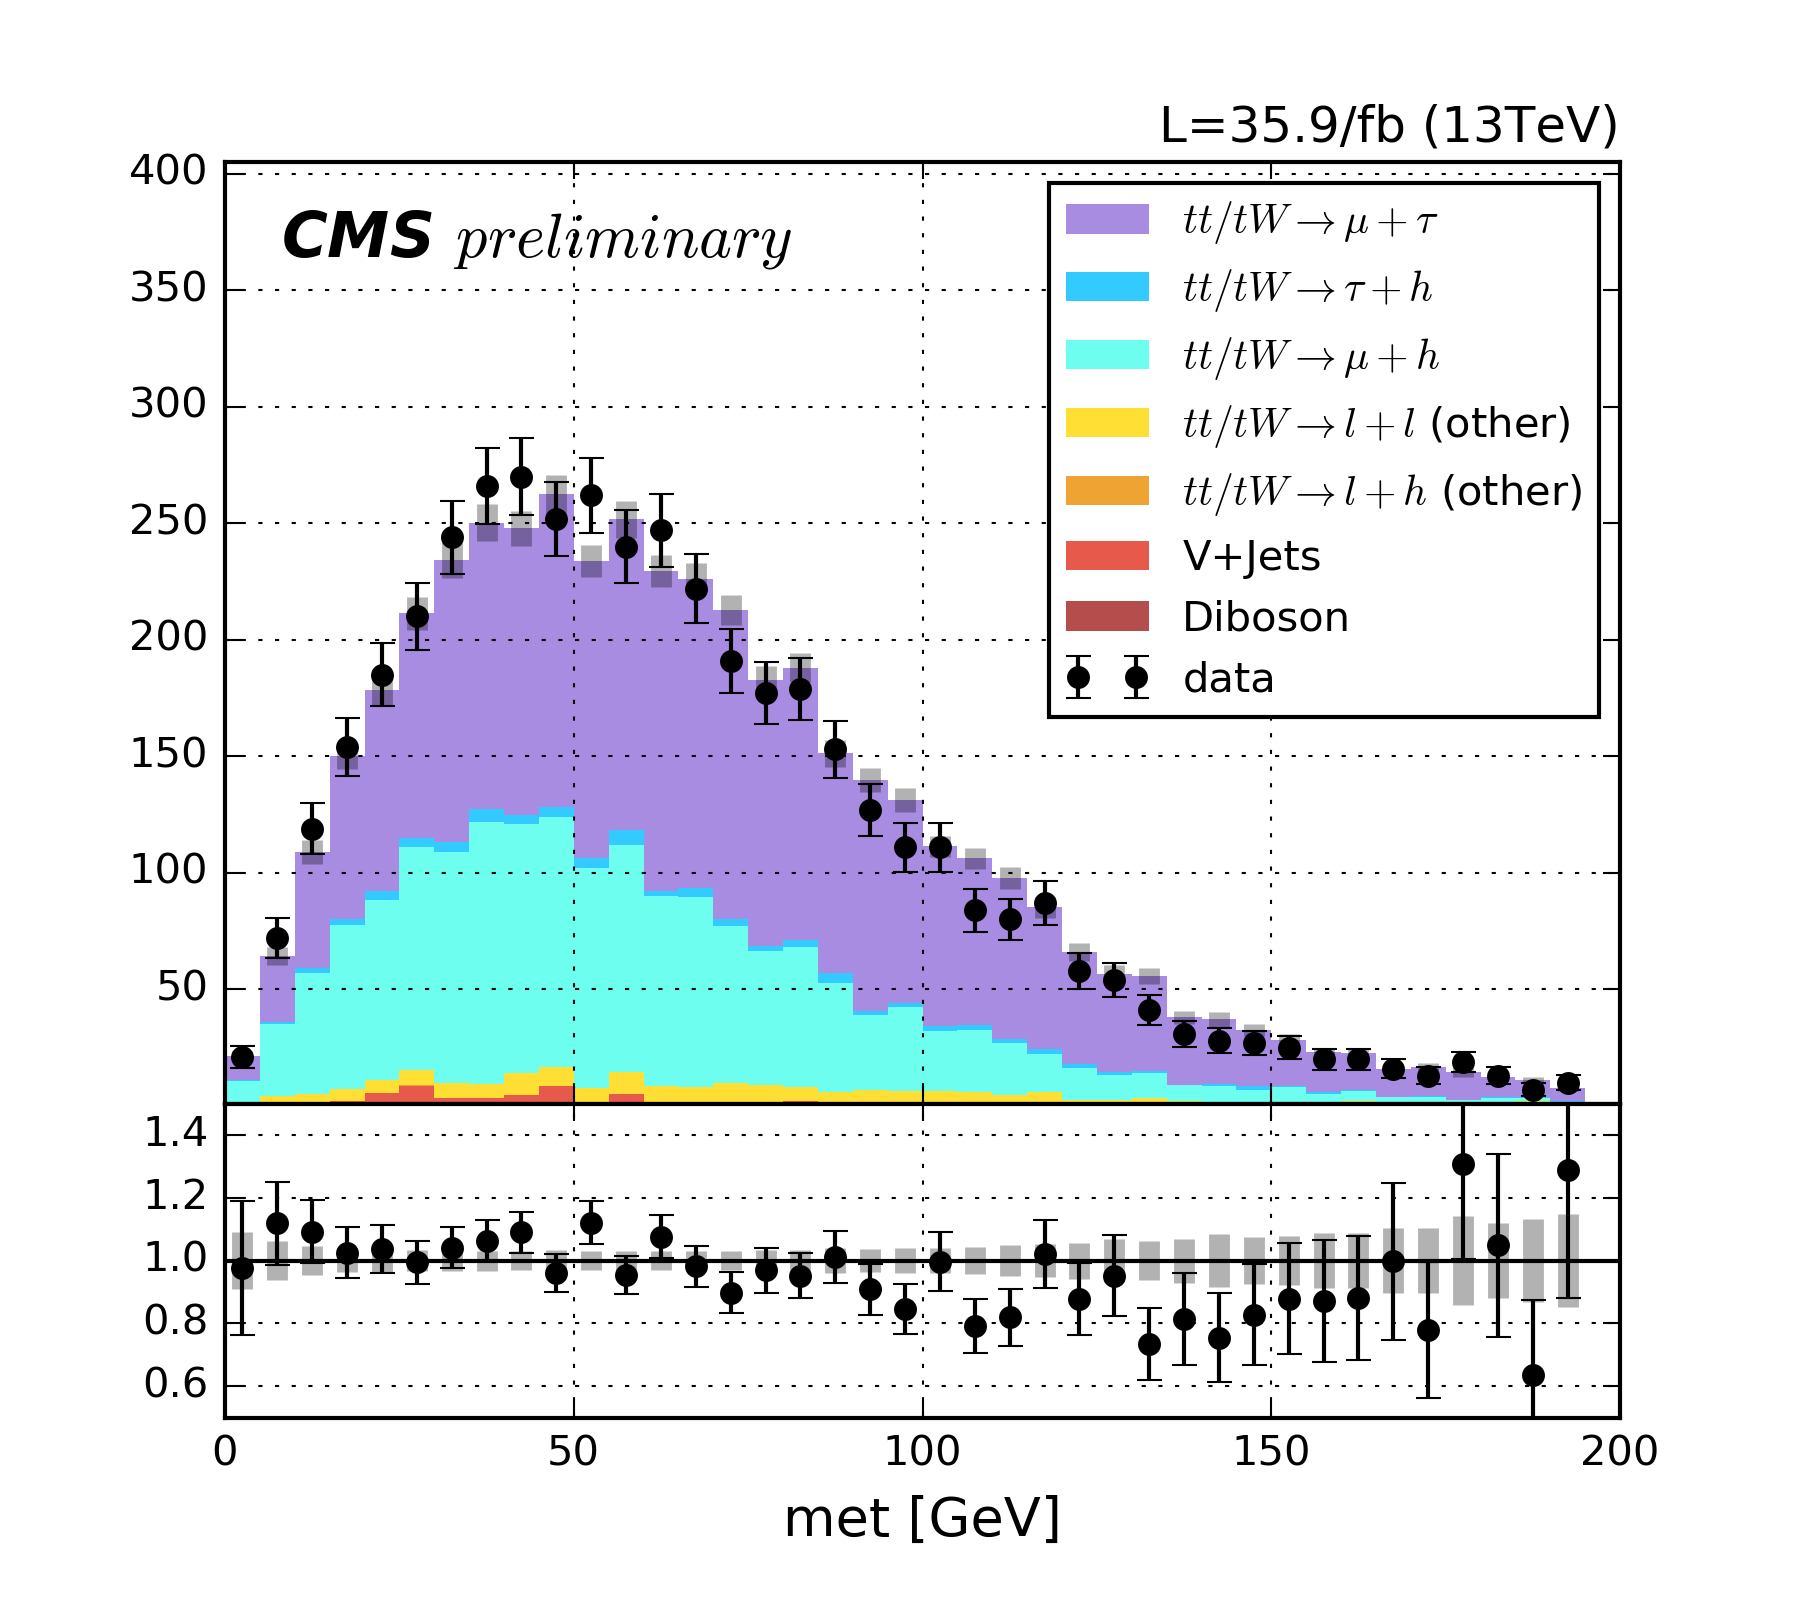 L=35.9/fb (13TeV)
CMS preliminary
400
350
300
250
200
150
100
50
tt/tW → μ + τ
tt/tW → τ + h
tt/tW → μ + h
tt/tW → l + l (other)
tt/tW → l + h (other)
V+Jets
Diboson
data
1.4
1.2
1.0
0.8
0.6
0 50 100 150 200
met [GeV]